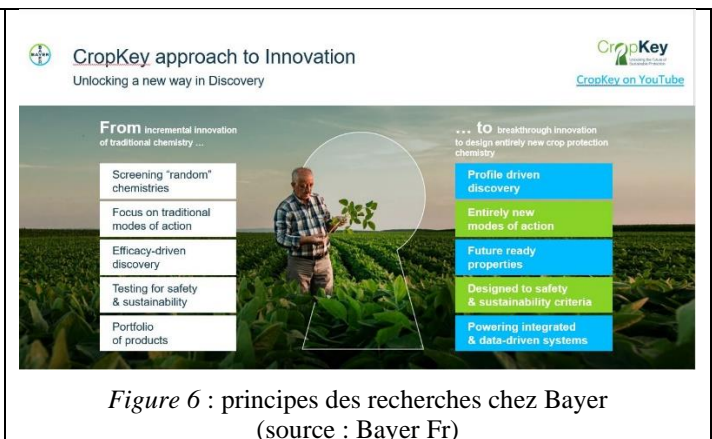 BAYER
CropKey approach to Innovation
Unlocking a new way in Discovery
CropKey
CropKey on YouTube
From incremental innovation
of traditional chemistry ...
... to breakthrough innovation
to design entirely new crop protection
chemistry
Screening "random"
chemistries
Focus on traditional
modes of action
Efficacy-driven
discovery
Testing for safety
& sustainability
Portfolio
of products
Profile driven
discovery
Entirely new
modes of action
Future ready
properties
Designed to safety
& sustainability criteria
Powering integrated
& data-driven systems
Figure 6 : principes des recherches chez Bayer
(source : Bayer Fr)